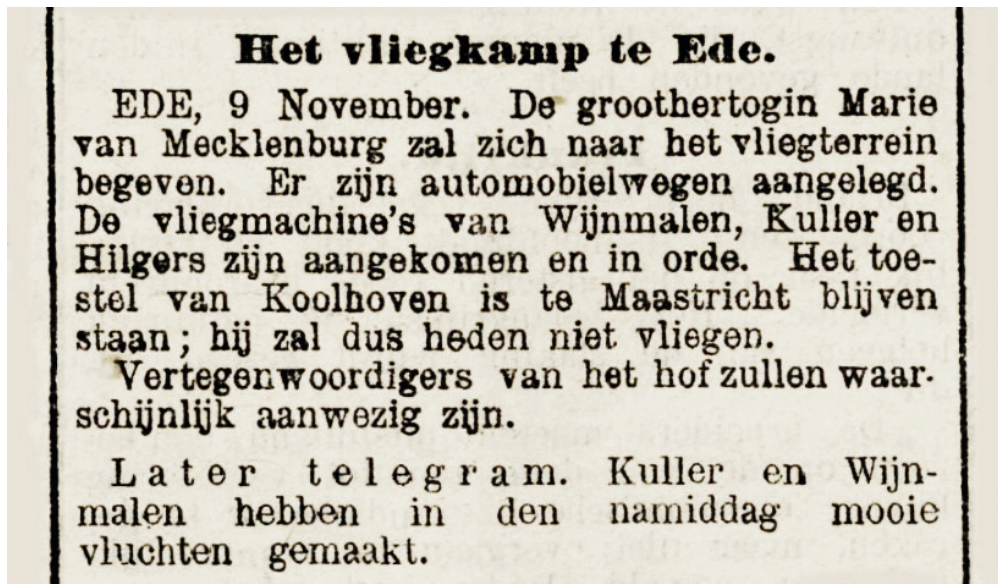 Het vliegkamp te Ede.
EDE, 9 November. De groothertogin Marie
van Mecklenburg zal zich naar het vliegterrein
begeven. Er zijn automobielwegen aangelegd.
De vliegmachine's van Wijnmalen, Kuller en
Hilgers zijn aangekomen en in orde. Het toe-
stel van Koolhoven is te Maastricht blijven
staan; hij zal dus heden niet vliegen.
Vertegenwoordigers van het hof zullen waar-
schijnlijk aanwezig zijn.
Later telegram. Kuller en Wijn-
malen hebben in den namiddag mooie
vluchten gemaakt.